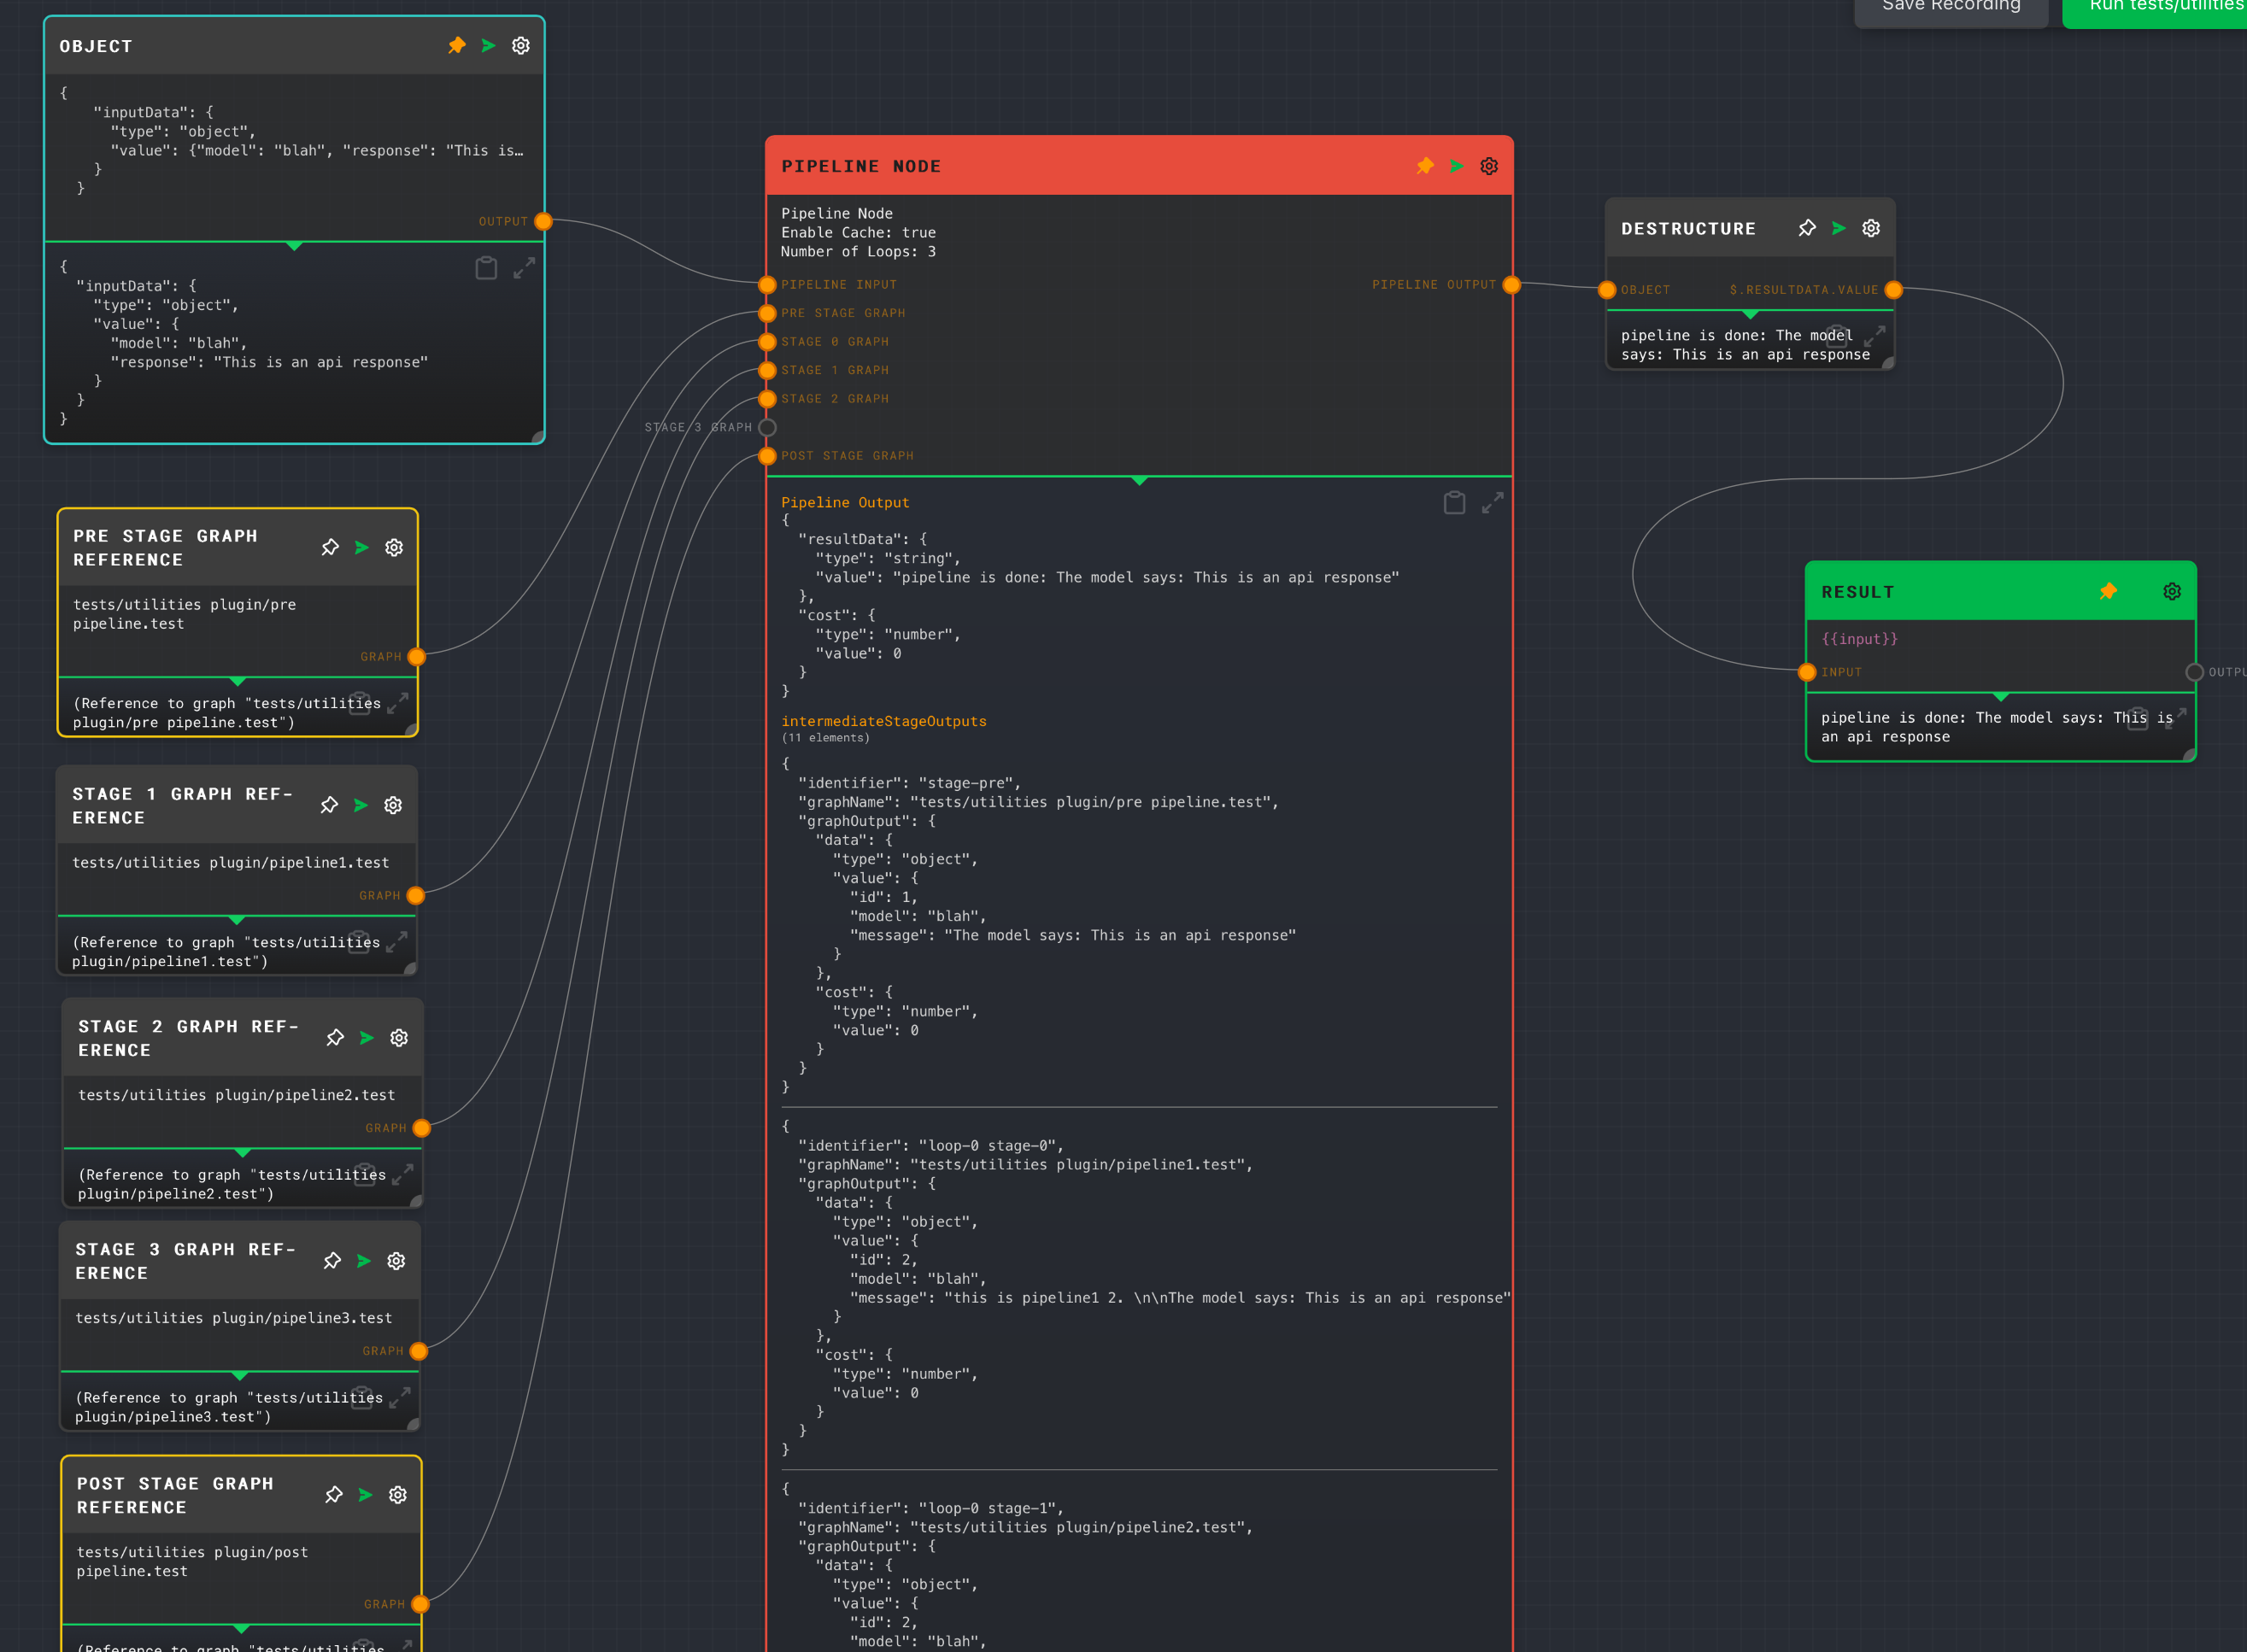 Save Recording
Run tests/utilities
OBJECT
{
"inputData": {
"type": "object",
"value": {"model": "blah", "response": "This is…
}
}
OUTPUT
{
"inputData": {
"type": "object",
"value": {
"model": "blah",
"response": "This is an api response"
}
}
}
PRE STAGE GRAPH
REFERENCE
tests/utilities plugin/pre
pipeline.test
GRAPH
(Reference to graph "tests/utilities
plugin/pre pipeline.test")
STAGE 1 GRAPH REF-
ERENCE
tests/utilities plugin/pipeline1.test
GRAPH
(Reference to graph "tests/utilities
plugin/pipeline1.test")
STAGE 2 GRAPH REF-
ERENCE
tests/utilities plugin/pipeline2.test
GRAPH
(Reference to graph "tests/utilities
plugin/pipeline2.test")
STAGE 3 GRAPH REF-
ERENCE
tests/utilities plugin/pipeline3.test
GRAPH
(Reference to graph "tests/utilities
plugin/pipeline3.test")
POST STAGE GRAPH
REFERENCE
tests/utilities plugin/post
pipeline.test
GRAPH
(Reference to graph "tests/utilities
PIPELINE NODE
Pipeline Node
Enable Cache: true
Number of Loops: 3
PIPELINE INPUT
PIPELINE OUTPUT
PRE STAGE GRAPH
STAGE 0 GRAPH
STAGE 1 GRAPH
STAGE 2 GRAPH
STAGE 3 GRAPH
POST STAGE GRAPH
Pipeline Output
{
"resultData": {
"type": "string",
"value": "pipeline is done: The model says: This is an api response"
},
"cost": {
"type": "number",
"value": 0
}
}
intermediateStageOutputs
(11 elements)
{
"identifier": "stage-pre",
"graphName": "tests/utilities plugin/pre pipeline.test",
"graphOutput": {
"data": {
"type": "object",
"value": {
"id": 1,
"model": "blah",
"message": "The model says: This is an api response"
}
},
"cost": {
"type": "number",
"value": 0
}
}
}
{
"identifier": "loop-0 stage-0",
"graphName": "tests/utilities plugin/pipeline1.test",
"graphOutput": {
"data": {
"type": "object",
"value": {
"id": 2,
"model": "blah",
"message": "this is pipeline1 2. \n\nThe model says: This is an api response"
}
},
"cost": {
"type": "number",
"value": 0
}
}
}
{
"identifier": "loop-0 stage-1",
"graphName": "tests/utilities plugin/pipeline2.test",
"graphOutput": {
"data": {
"type": "object",
"value": {
"id": 2,
"model": "blah",
DESTRUCTURE
OBJECT
$.RESULTDATA.VALUE
pipeline is done: The model
says: This is an api response
RESULT
{{input}}
INPUT
OUTPU
pipeline is done: The model says: This is
an api response